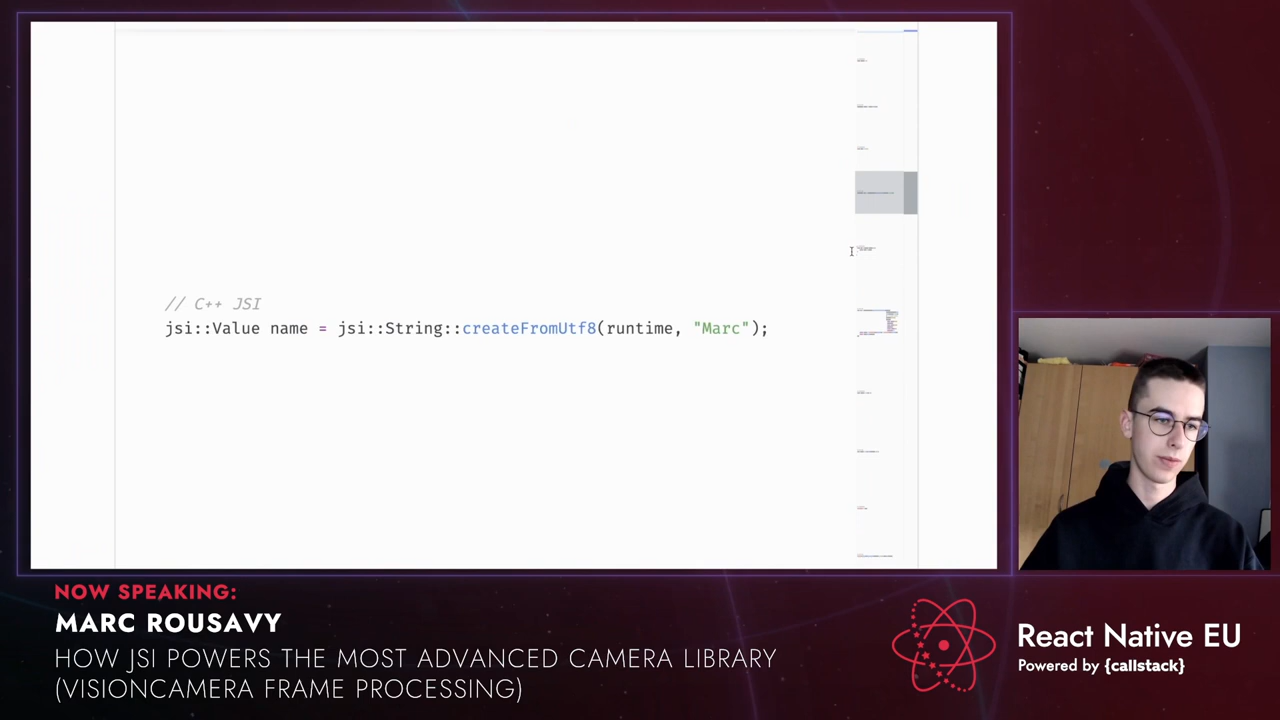 // C++ JSI
jsi::Value name = jsi::String::createFromUtf8(runtime, "Marc");
NOW SPEAKING:
MARC ROUSAVY
HOW JSI POWERS THE MOST ADVANCED CAMERA LIBRARY
(VISIONCAMERA FRAME PROCESSING)
React Native EU
Powered by {callstack}